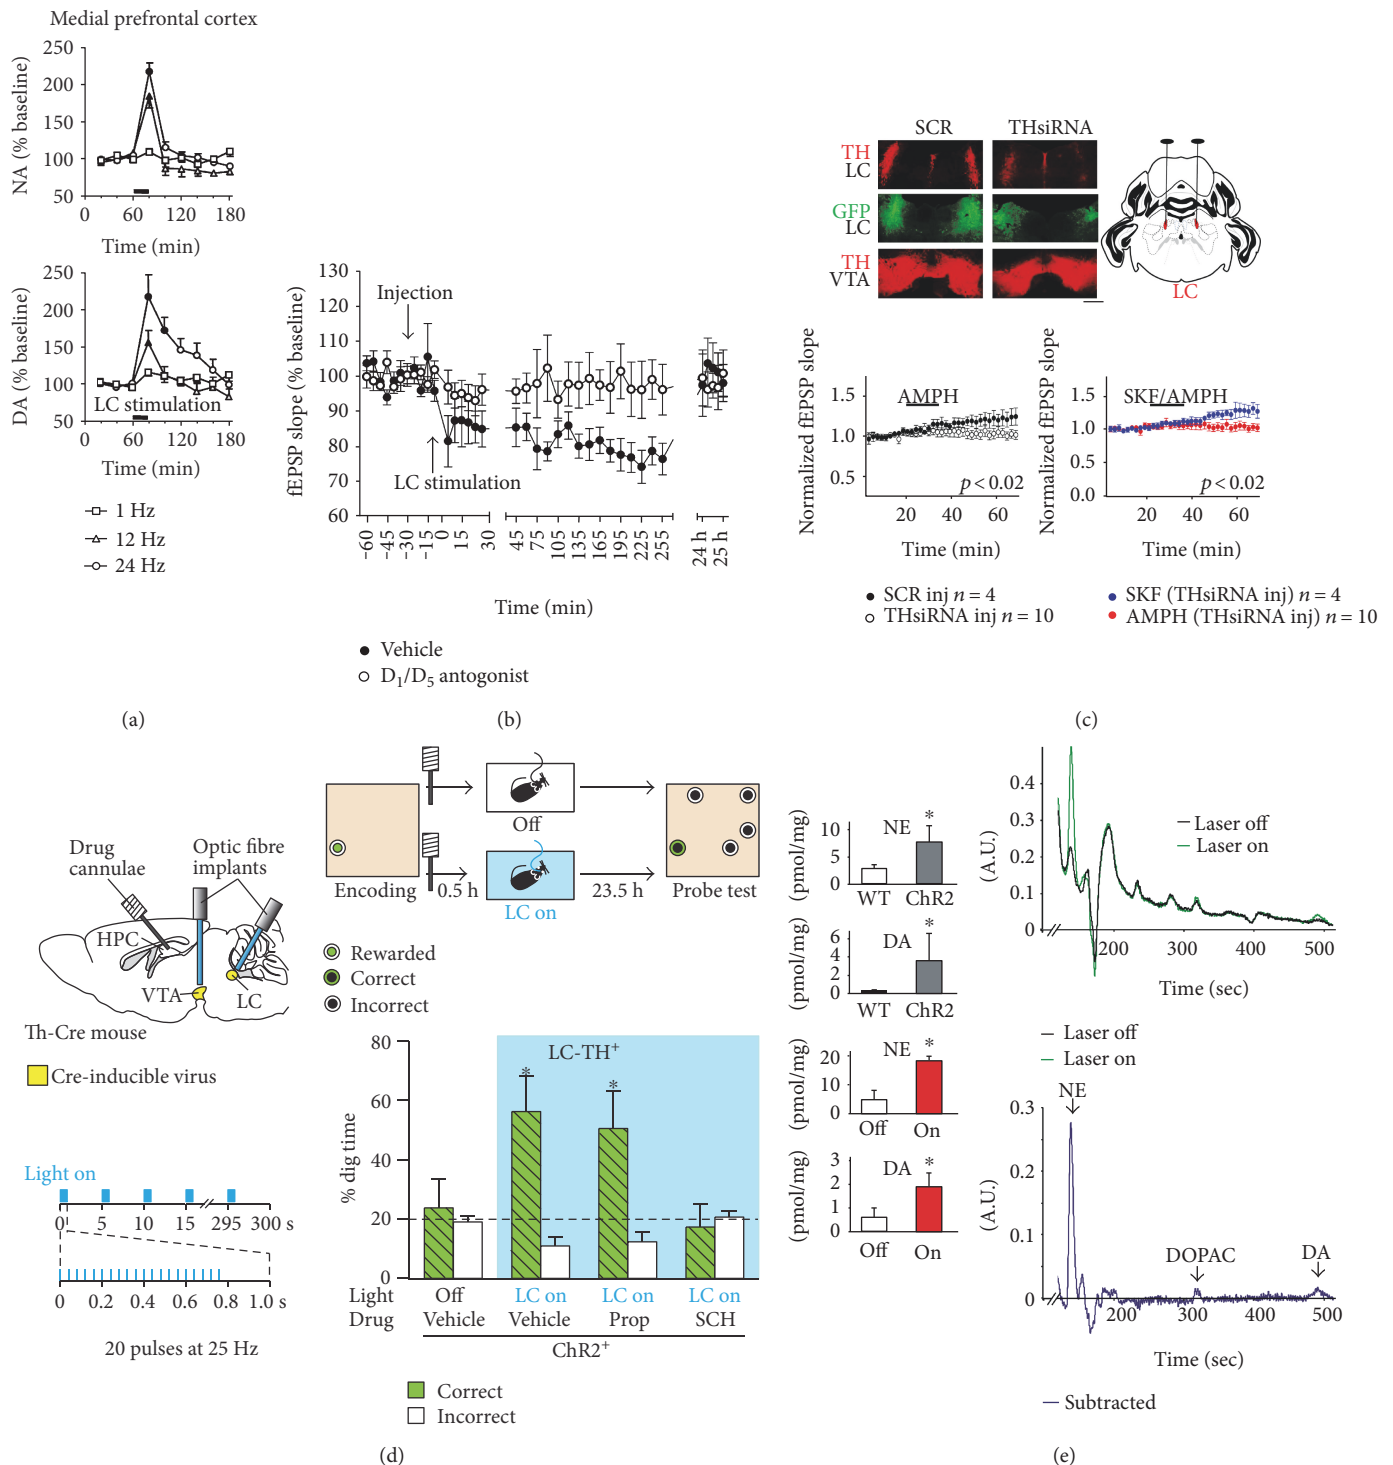 Medial prefrontal cortex
NA (% baseline)
250
200
150
100
50
0 60 120 180
Time (min)
DA (% baseline)
250
200
150
100
50
LC stimulation
0 60 120 180
Time (min)
1 Hz
12 Hz
24 Hz
(a)
fEPSP slope (% baseline)
130
120
110
100
90
80
70
60
Injection
LC stimulation
−60 −45 −30 −15 0 15 30 45 75 105 135 165 195 225 255 24 h 25 h
Time (min)
Vehicle
D1/D5 antogonist
(b)
SCR THsiRNA
TH
LC
GFP
LC
TH
VTA
LC
Normalized fEPSP slope
1.5
1.0
0.5
AMPH
p < 0.02
20 40 60
Time (min)
SCR inj n = 4
THsiRNA inj n = 10
Normalized fEPSP slope
1.5
1.0
0.5
0.0
SKF/AMPH
p < 0.02
20 40 60
Time (min)
SKF (THsiRNA inj) n = 4
AMPH (THsiRNA inj) n = 10
(c)
Drug
cannulae
Optic fibre
implants
HPC
VTA
LC
Th-Cre mouse
Cre-inducible virus
Light on
0 5 10 15 295 300 s
0 0.2 0.4 0.6 0.8 1.0 s
20 pulses at 25 Hz
Off
Encoding 0.5 h 23.5 h Probe test
LC on
Rewarded
Correct
Incorrect
% dig time
80
60
40
20
0
LC-TH+
*
*
Light Off LC on LC on LC on
Drug Vehicle Vehicle Prop SCH
ChR2+
Correct
Incorrect
(d)
(pmol/mg)
10
5
0
NE *
WT ChR2
(pmol/mg)
6
4
2
0
DA *
WT ChR2
(pmol/mg)
20
10
0
NE *
Off On
(pmol/mg)
3
2
1
0
DA *
Off On
(A.U.)
0.4
0.3
0.2
0.1
0
Laser off
Laser on
200 300 400 500
Time (sec)
Laser off
Laser on
(A.U.)
0.3
0.2
0.1
0
NE
DOPAC
DA
200 300 400 500
Time (sec)
Subtracted
(e)